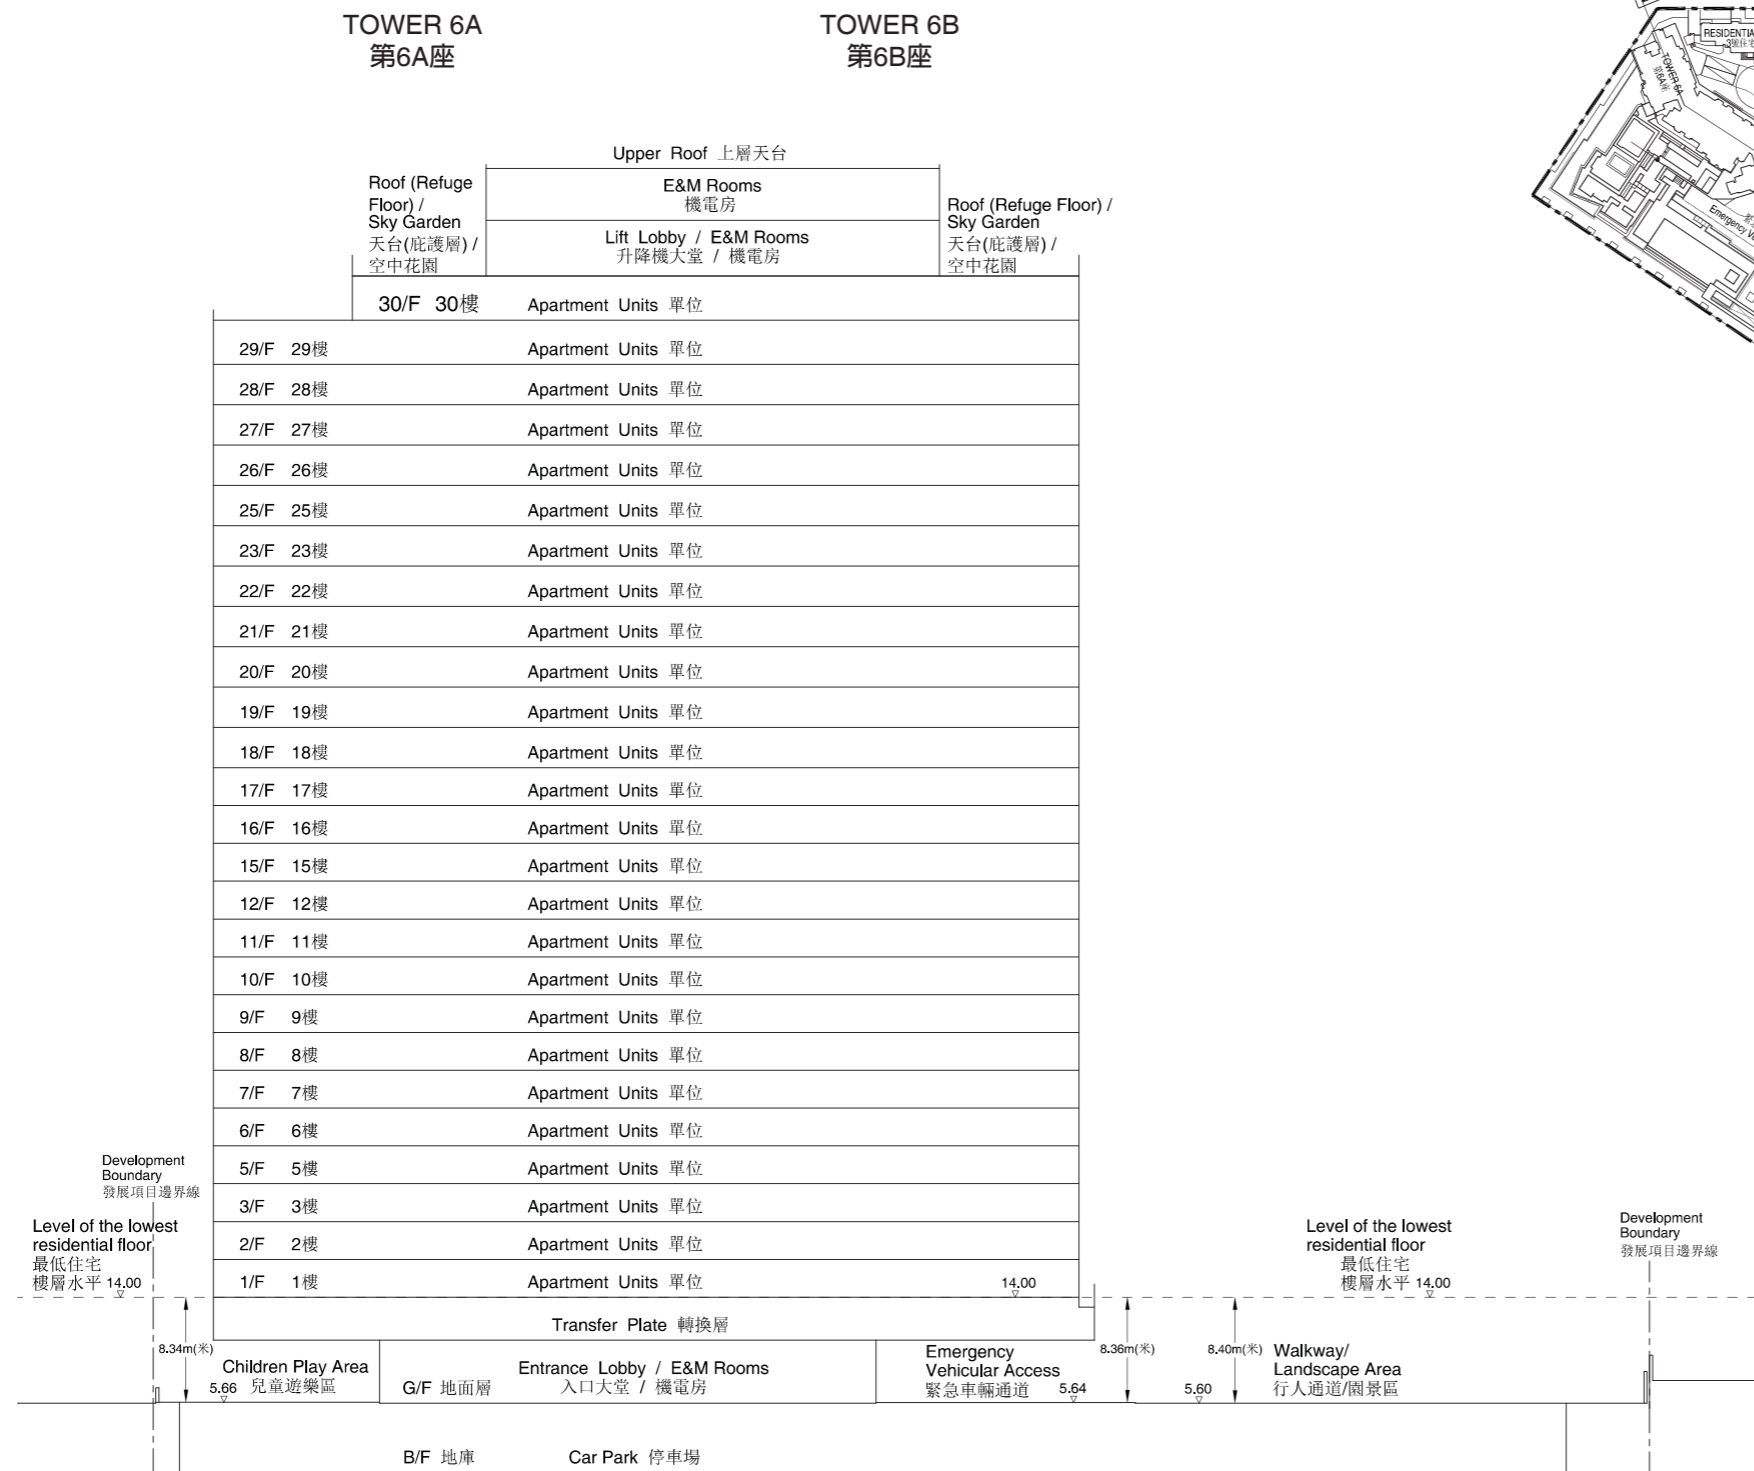 TOWER 6A
第6A座
TOWER 6B
第6B座
RESIDENTIA
3號住宅
TOWER 6A
第6A座
Emergency Ve
緊
Upper Roof 上層天台
Roof (Refuge
Floor) /
Sky Garden
天台(庇護層) /
空中花園
E&M Rooms
機電房
Lift Lobby / E&M Rooms
升降機大堂 / 機電房
Roof (Refuge Floor) /
Sky Garden
天台(庇護層) /
空中花園
30/F 30樓 Apartment Units 單位
29/F 29樓 Apartment Units 單位
28/F 28樓 Apartment Units 單位
27/F 27樓 Apartment Units 單位
26/F 26樓 Apartment Units 單位
25/F 25樓 Apartment Units 單位
23/F 23樓 Apartment Units 單位
22/F 22樓 Apartment Units 單位
21/F 21樓 Apartment Units 單位
20/F 20樓 Apartment Units 單位
19/F 19樓 Apartment Units 單位
18/F 18樓 Apartment Units 單位
17/F 17樓 Apartment Units 單位
16/F 16樓 Apartment Units 單位
15/F 15樓 Apartment Units 單位
12/F 12樓 Apartment Units 單位
11/F 11樓 Apartment Units 單位
10/F 10樓 Apartment Units 單位
9/F 9樓 Apartment Units 單位
8/F 8樓 Apartment Units 單位
7/F 7樓 Apartment Units 單位
6/F 6樓 Apartment Units 單位
5/F 5樓 Apartment Units 單位
3/F 3樓 Apartment Units 單位
2/F 2樓 Apartment Units 單位
1/F 1樓 Apartment Units 單位 14.00
Development
Boundary
發展項目邊界線
Level of the lowest
residential floor
最低住宅
樓層水平 14.00
Level of the lowest
residential floor
最低住宅
樓層水平 14.00
Development
Boundary
發展項目邊界線
Transfer Plate 轉換層
8.34m(米)
Children Play Area
5.66 兒童遊樂區
G/F 地面層
Entrance Lobby / E&M Rooms
入口大堂 / 機電房
Emergency
Vehicular Access
緊急車輛通道 5.64
8.36m(米)
8.40m(米)
5.60
Walkway/
Landscape Area
行人通道/園景區
B/F 地庫 Car Park 停車場